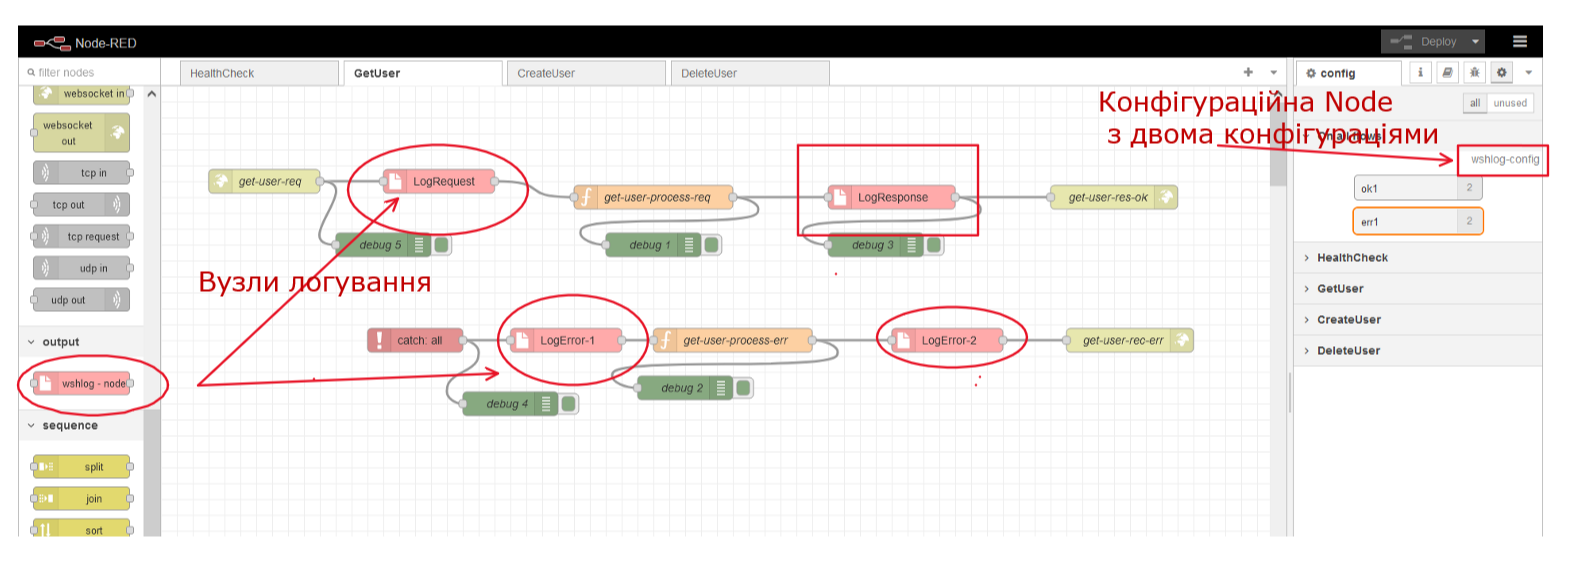 Node-RED
Deploy
filter nodes
HealthCheck
GetUser
CreateUser
DeleteUser
config
i
all
unused
Конфігураційна Node
з двома конфігураціями
wshlog-config
ok1
2
err1
2
HealthCheck
GetUser
CreateUser
DeleteUser
websocket in
websocket
out
tcp in
tcp out
tcp request
udp in
udp out
output
wshlog - node
sequence
split
join
sort
get-user-req
LogRequest
get-user-process-req
LogResponse
get-user-res-ok
debug 5
debug 1
debug 3
Вузли логування
catch: all
LogError-1
get-user-process-err
LogError-2
get-user-rec-err
debug 4
debug 2